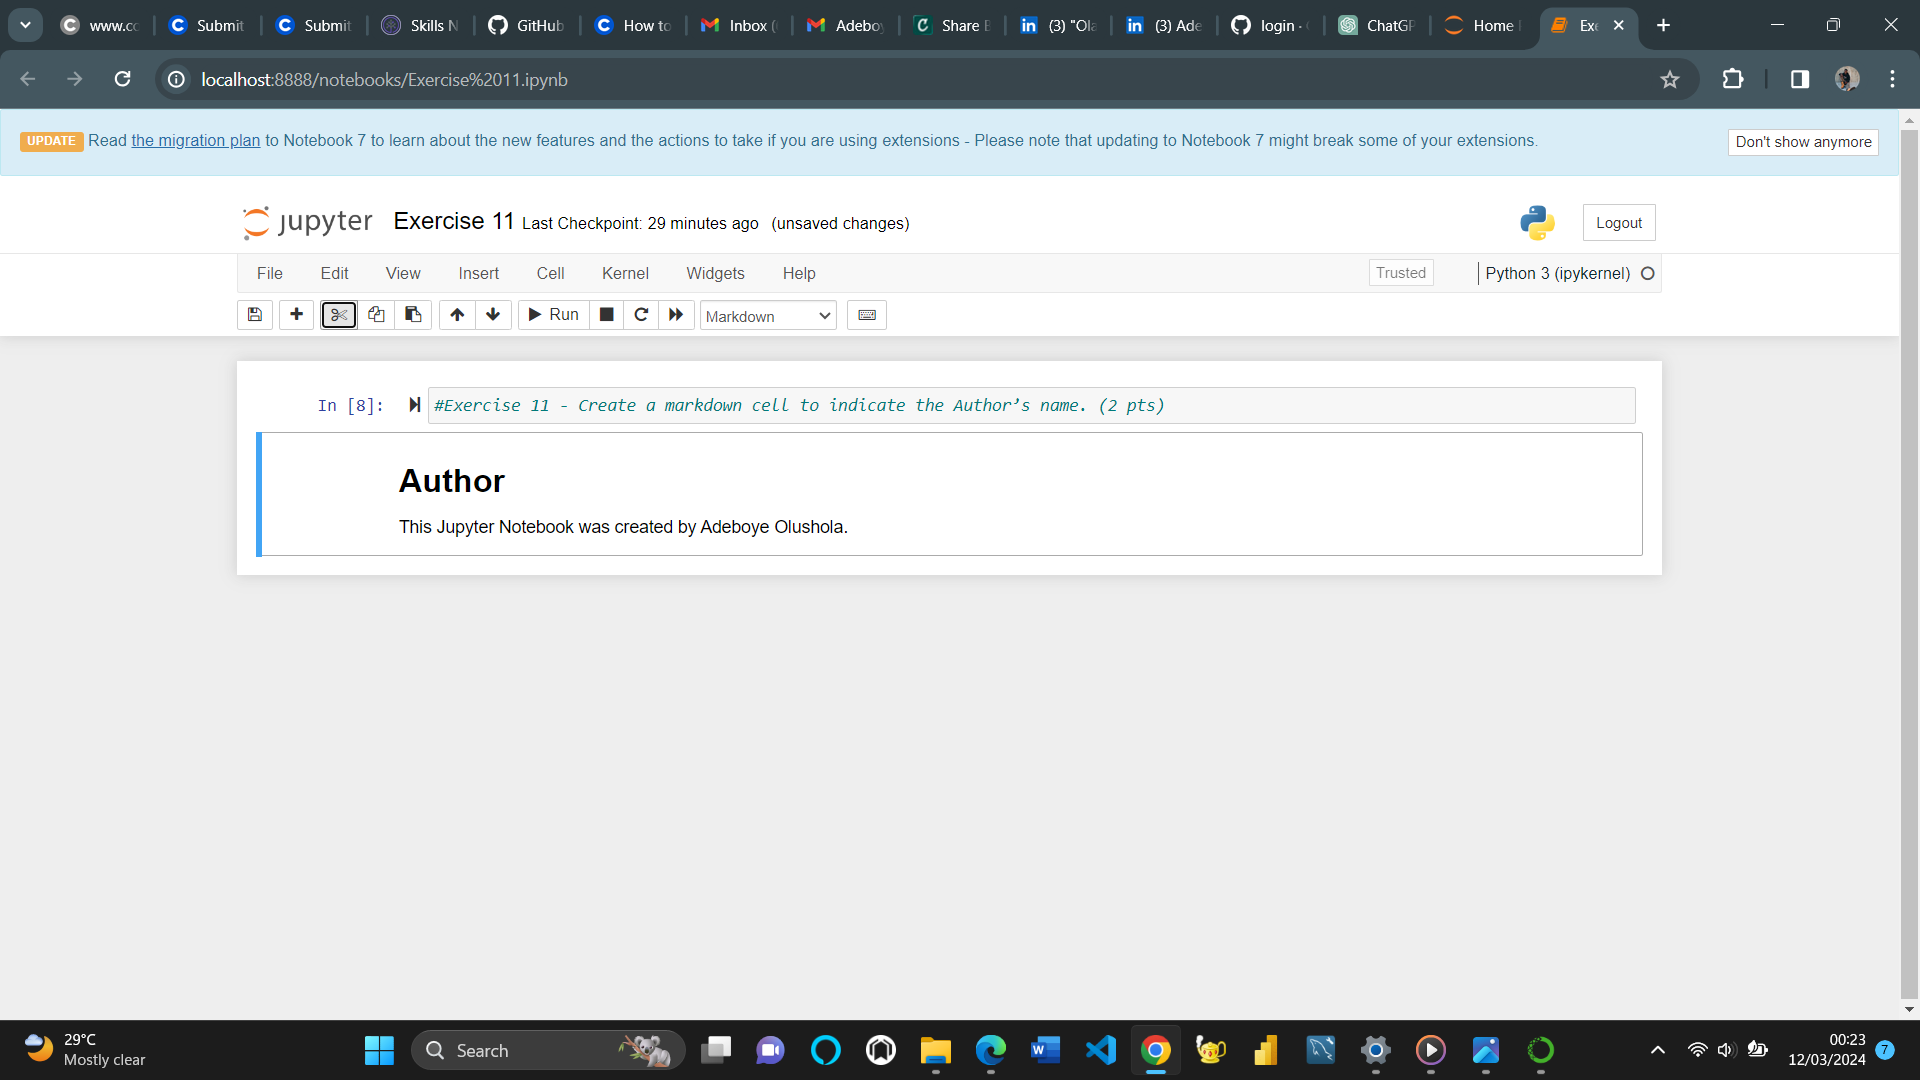 www.cc
Submit
Submit
Skills N
GitHub
How to
Inbox (
Adeboy
Share E
(3) "Ola
(3) Ade
login · 
ChatGP
Home
Exe
localhost:8888/notebooks/Exercise%2011.ipynb
UPDATE Read the migration plan to Notebook 7 to learn about the new features and the actions to take if you are using extensions - Please note that updating to Notebook 7 might break some of your extensions.
Don't show anymore
jupyter Exercise 11 Last Checkpoint: 29 minutes ago (unsaved changes)
Logout
File Edit View Insert Cell Kernel Widgets Help
Trusted
Python 3 (ipykernel)
Run
Markdown
In [8]: #Exercise 11 - Create a markdown cell to indicate the Author’s name. (2 pts)
Author
This Jupyter Notebook was created by Adeboye Olushola.
29°C
Mostly clear
Search
00:23
12/03/2024
7